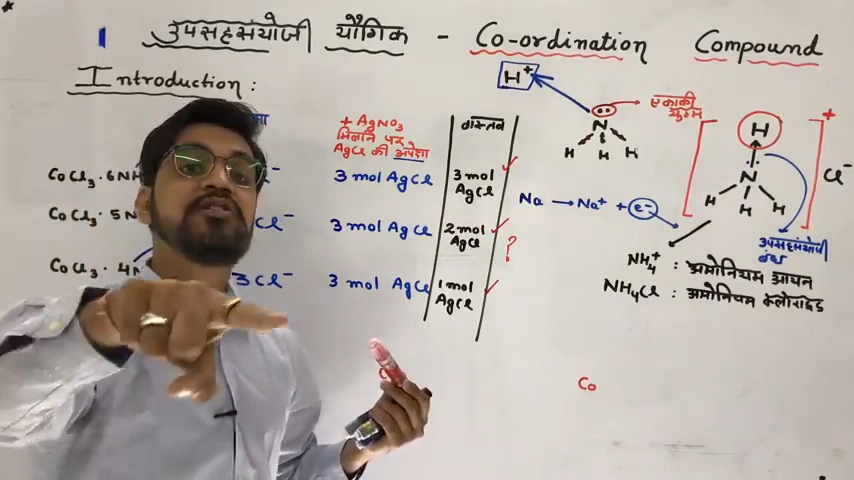 उपसहसंयोजी यौगिक - Co-ordination Compound
Introduction :
+ AgNO3
मिलाने पर
AgCl की अपेक्षा
वास्तव
CoCl3 · 6NH
3 mol AgCl
3 mol
AgCl
CoCl3 · 5N
Cl-
3 mol AgCl
2 mol
AgCl
?
CoCl3 · 4N
3Cl-
3 mol AgCl
1 mol
AgCl
H+
एकाकी
युग्म
N
H H H
Na → Na+ + e-
H
N
H H H
+
Cl-
उपसहसंयोजी
बंध
NH4+ : अमोनियम आयन
NH4Cl : अमोनियम क्लोराइड
Co